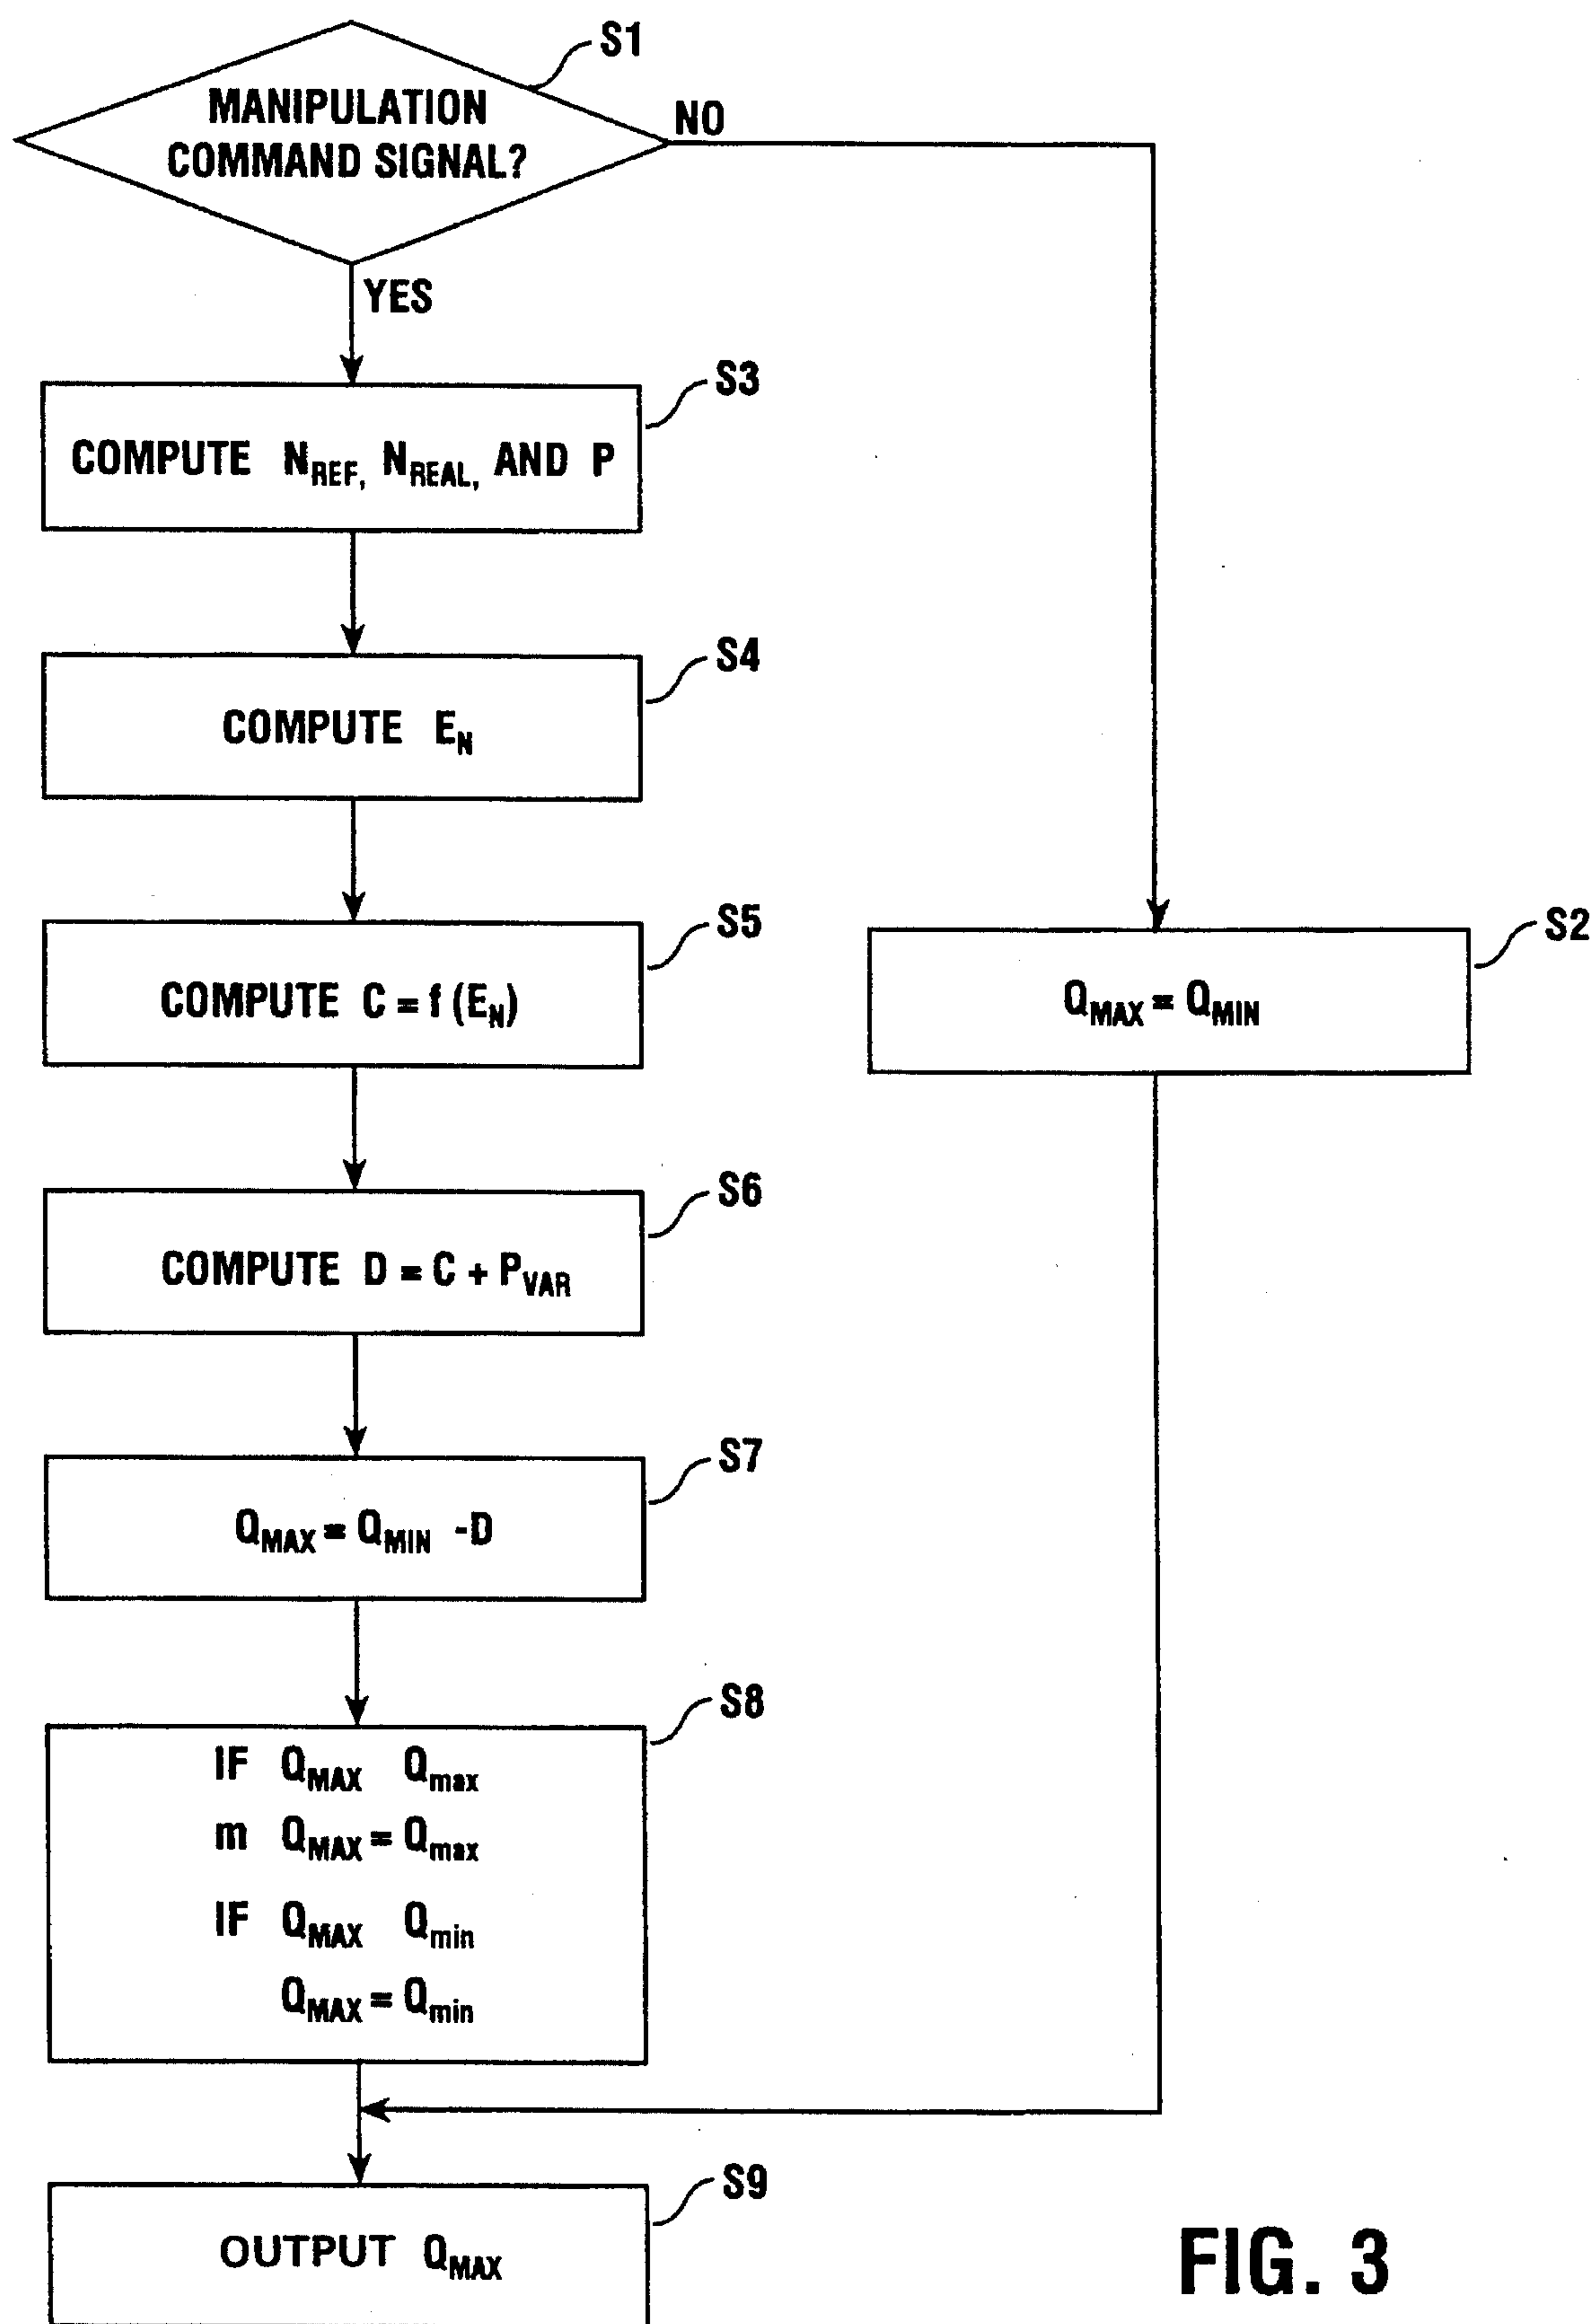 S1
MANIPULATION
COMMAND SIGNAL?
NO
YES
S3
COMPUTE N_REF, N_REAL, AND P
S4
COMPUTE E_N
S5
COMPUTE C = f (E_N)
S2
Q_MAX = Q_MIN
S6
COMPUTE D = C + P_VAR
S7
Q_MAX = Q_MIN -D
S8
IF Q_MAX Q_max
m Q_MAX = Q_max
IF Q_MAX Q_min
Q_MAX = Q_min
S9
OUTPUT Q_MAX
FIG. 3